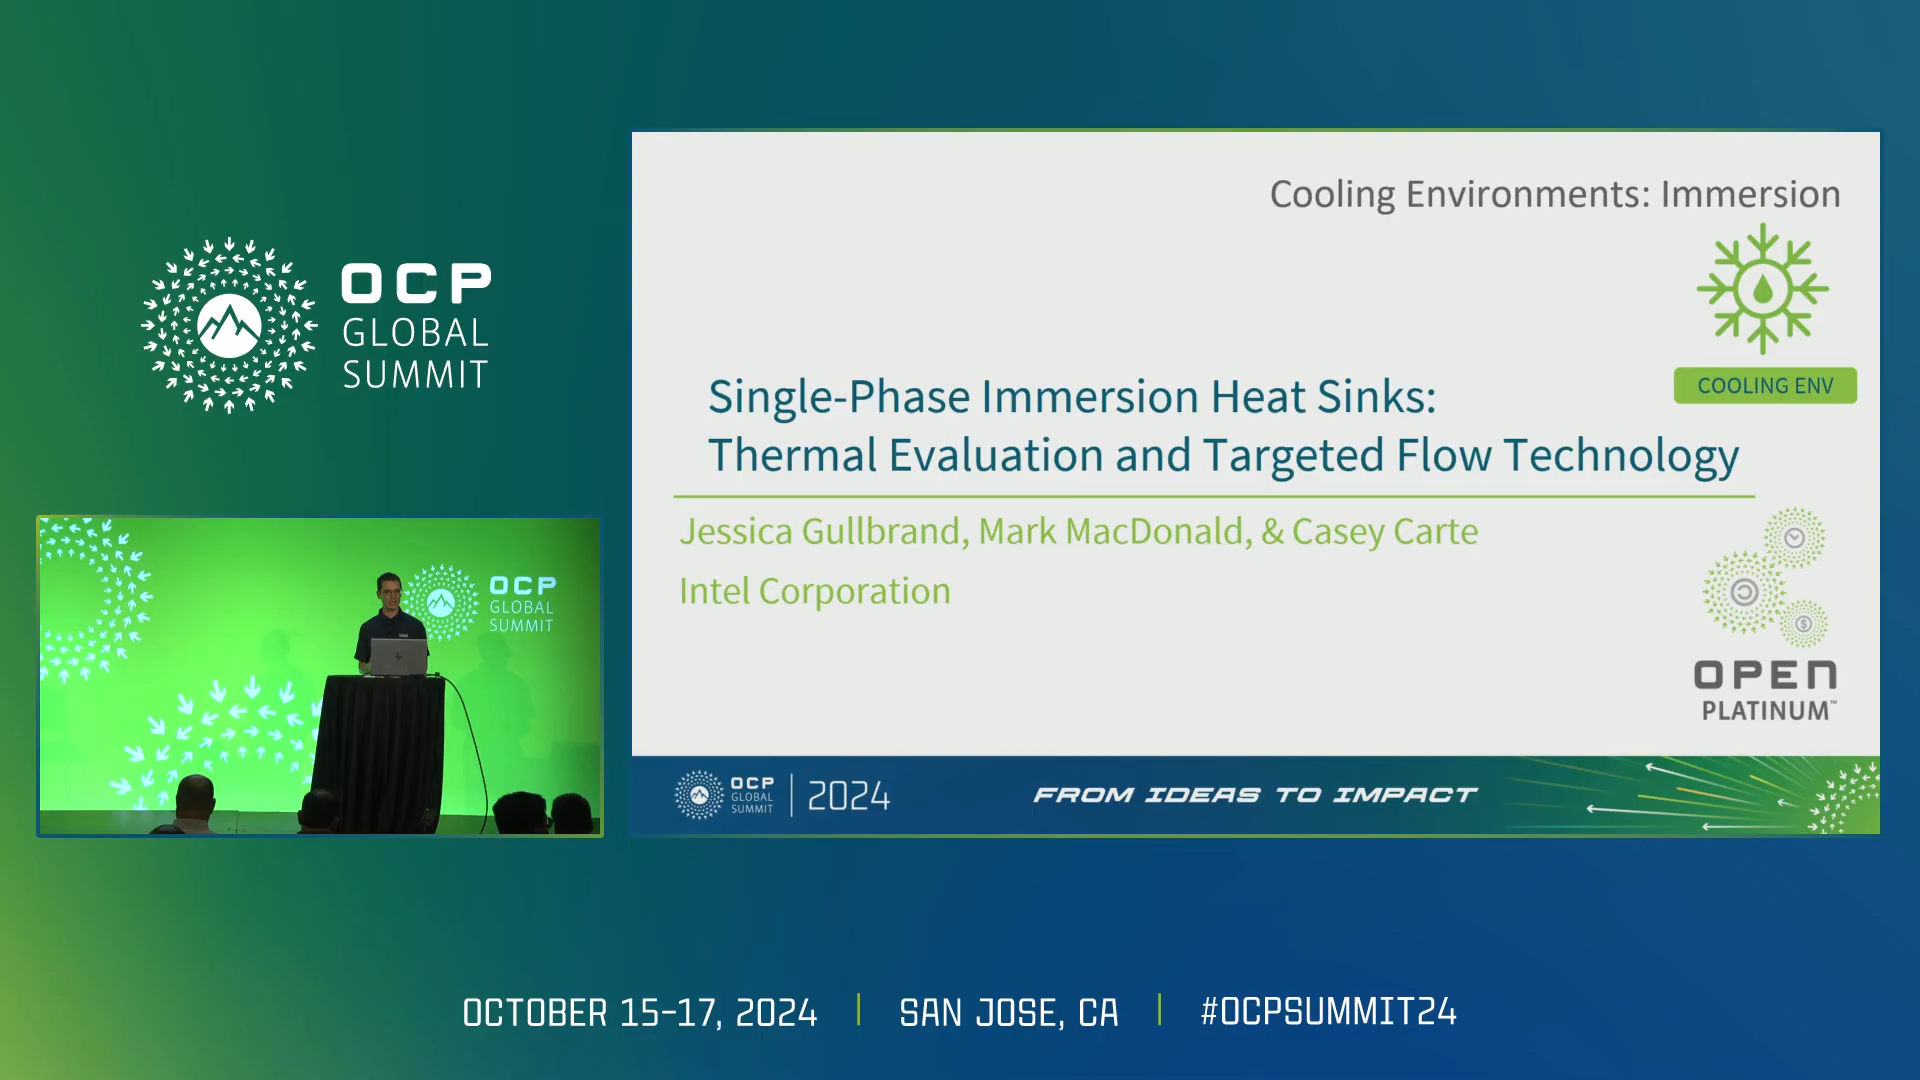 OCP
GLOBAL
SUMMIT
Cooling Environments: Immersion
COOLING ENV
Single-Phase Immersion Heat Sinks:
Thermal Evaluation and Targeted Flow Technology
Jessica Gullbrand, Mark MacDonald, & Casey Carte
Intel Corporation
OPEN
PLATINUM™
OCP
GLOBAL
SUMMIT
2024
FROM IDEAS TO IMPACT
OCP
GLOBAL
SUMMIT
intel
OCTOBER 15-17, 2024
SAN JOSE, CA
#OCPSUMMIT24